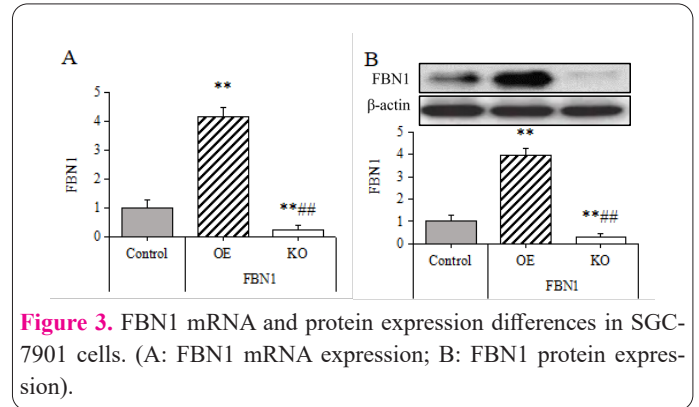 A
**
5
4
3
2
1
0
FBN1
**##
Control OE KO
FBN1
B
FBN1
β-actin
**
5
4
3
2
1
0
FBN1
**##
Control OE KO
FBN1
Figure 3. FBN1 mRNA and protein expression differences in SGC-
7901 cells. (A: FBN1 mRNA expression; B: FBN1 protein expres-
sion).